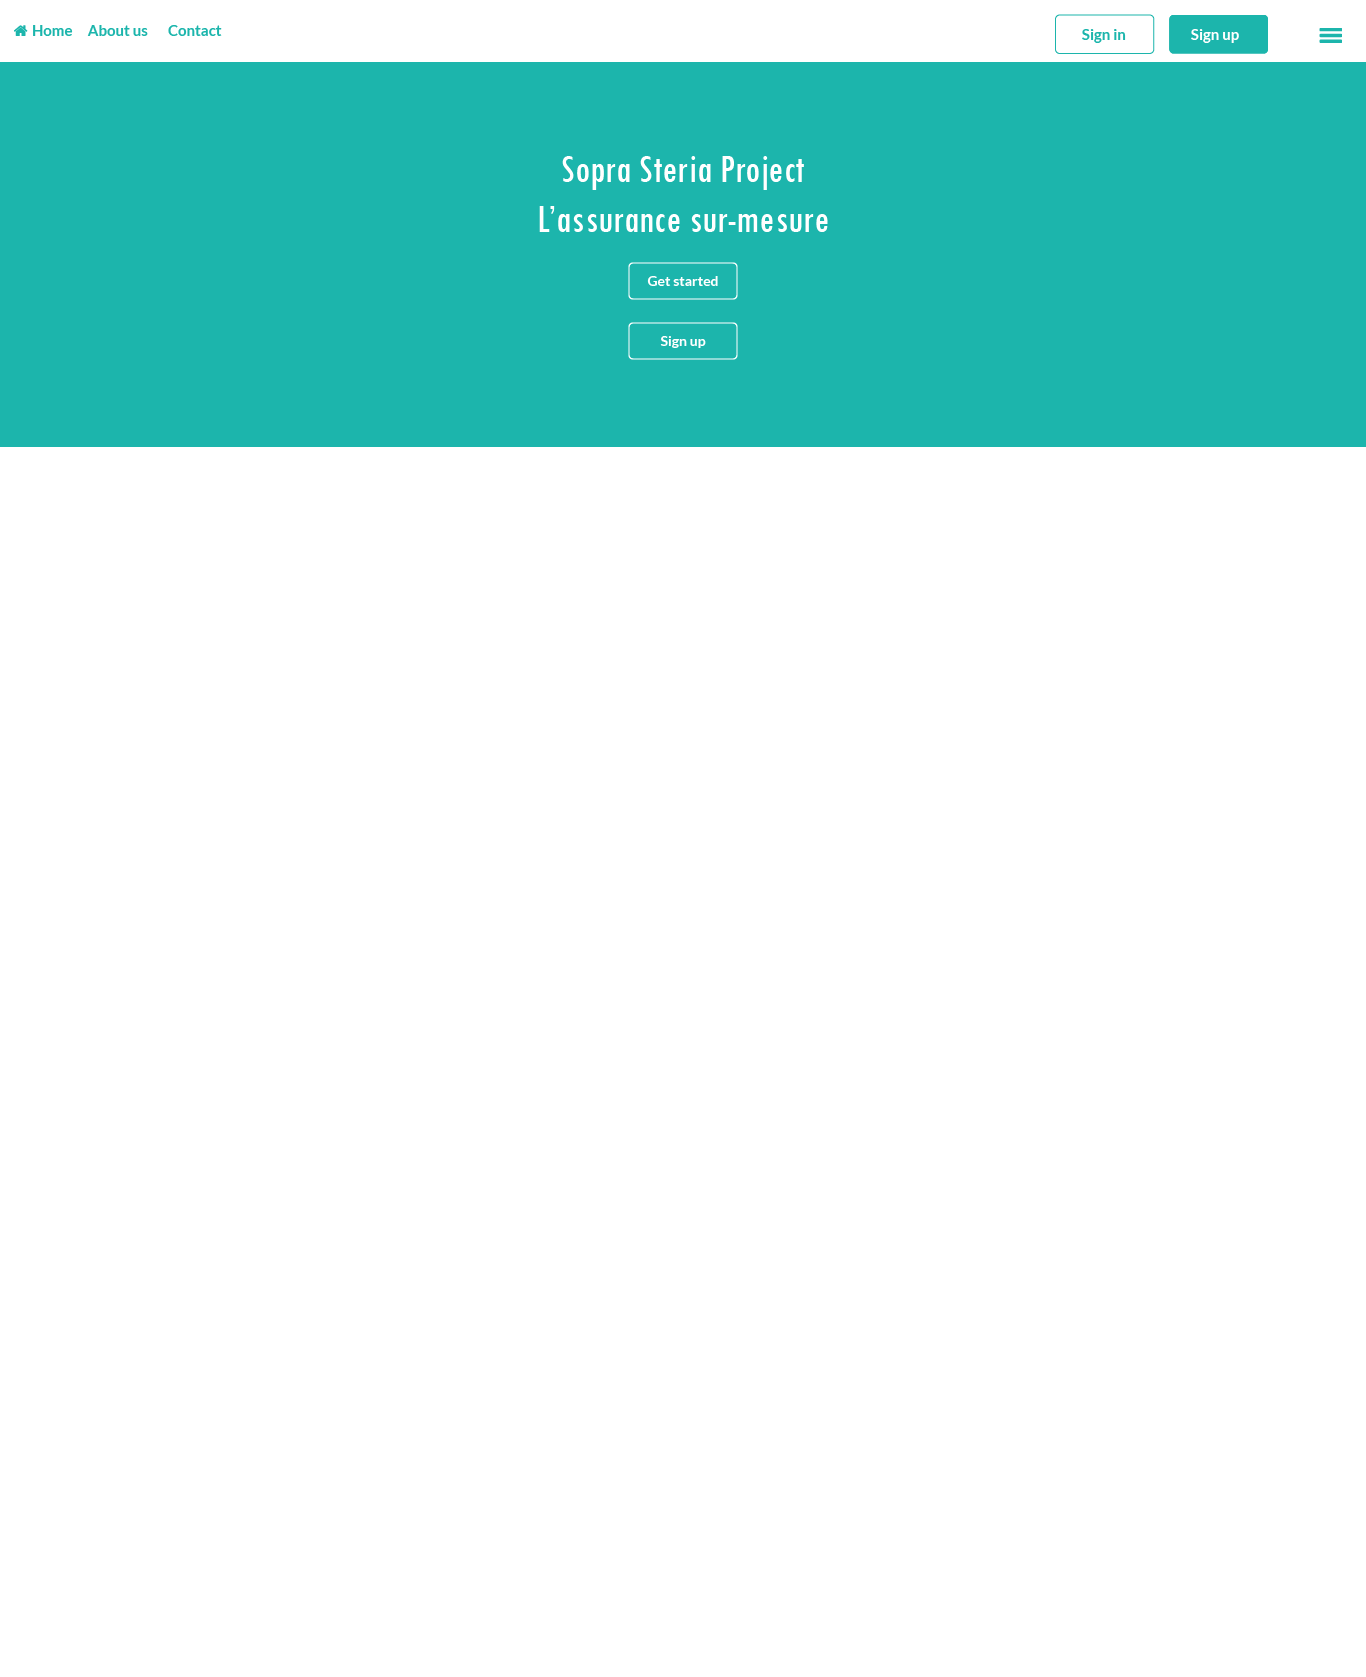 Home About us Contact Sign in Sign up
Sopra Steria Project
L’assurance sur-mesure
Get started
Sign up